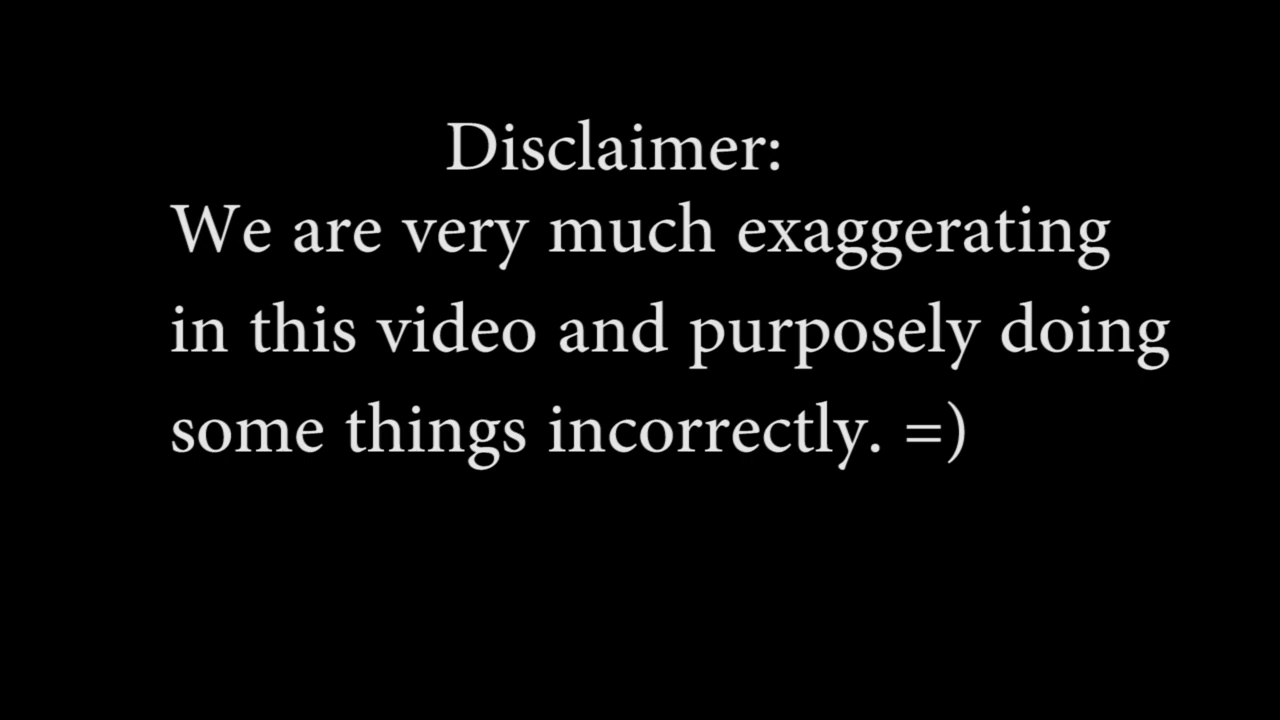 Disclaimer:
We are very much exaggerating
in this video and purposely doing
some things incorrectly. =)